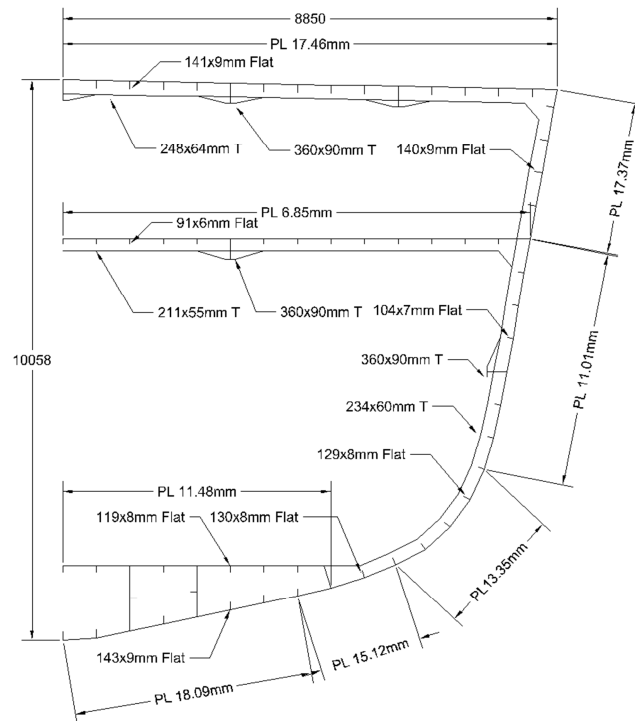 8850
PL 17.46mm
141x9mm Flat
248x64mm T
360x90mm T
140x9mm Flat
PL 17.37mm
PL 6.85mm
91x6mm Flat
211x55mm T
360x90mm T
104x7mm Flat
10058
360x90mm T
PL 11.01mm
234x60mm T
129x8mm Flat
PL 11.48mm
119x8mm Flat
130x8mm Flat
PL13.35mm
143x9mm Flat
PL 15.12mm
PL 18.09mm